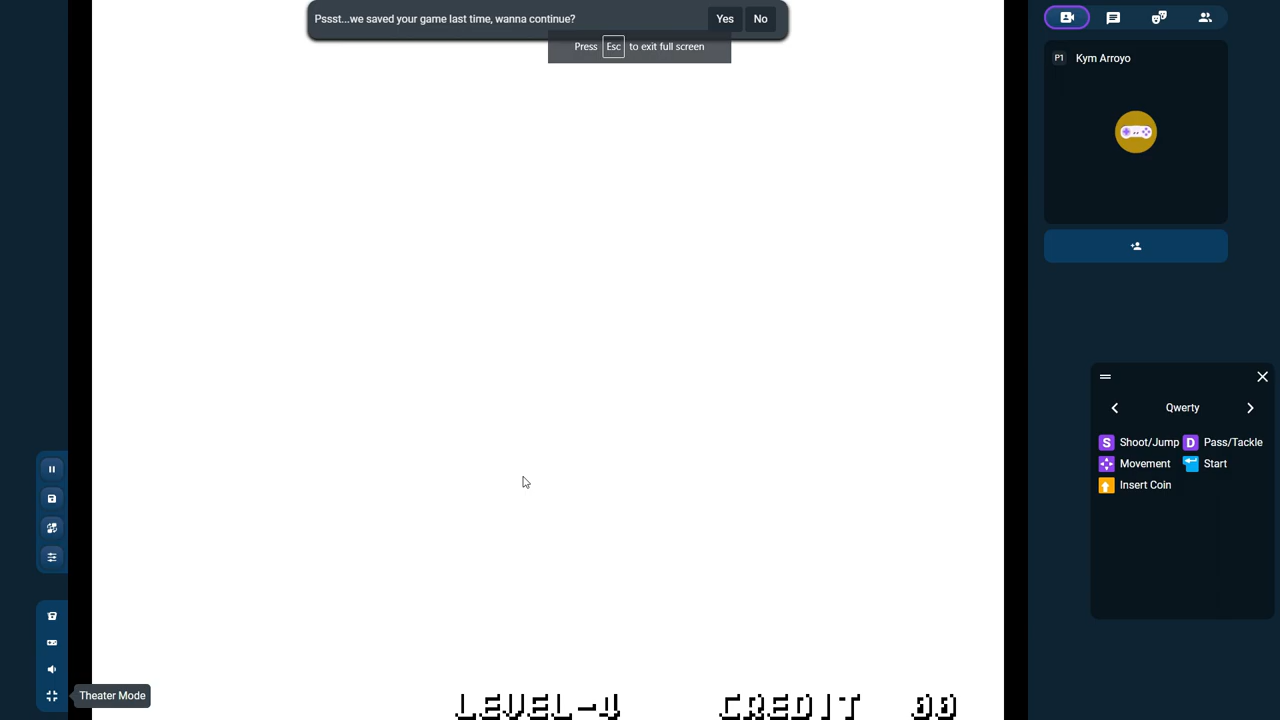 Pssst...we saved your game last time, wanna continue? Yes No
Press Esc to exit full screen
P1 Kym Arroyo
Qwerty
S Shoot/Jump D Pass/Tackle
Movement Start
Insert Coin
Theater Mode
LEVEL-4 CREDIT 00